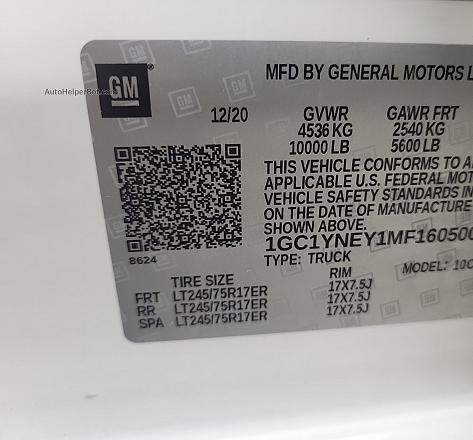 GM
AutoHelperBot.com
MFD BY GENERAL MOTORS L
12/20 GVWR GAWR FRT
4536 KG 2540 KG
10000 LB 5600 LB
THIS VEHICLE CONFORMS TO A
APPLICABLE U.S. FEDERAL MOT
VEHICLE SAFETY STANDARDS IN
ON THE DATE OF MANUFACT
SHOWN ABOVE.
1GC1YNEY1MF160500
8624 TYPE: TRUCK MODEL: 10C
TIRE SIZE RIM
FRT LT245/75R17ER 17X7.5J
RR LT245/75R17ER 17X7.5J
SPA LT245/75R17ER 17X7.5J